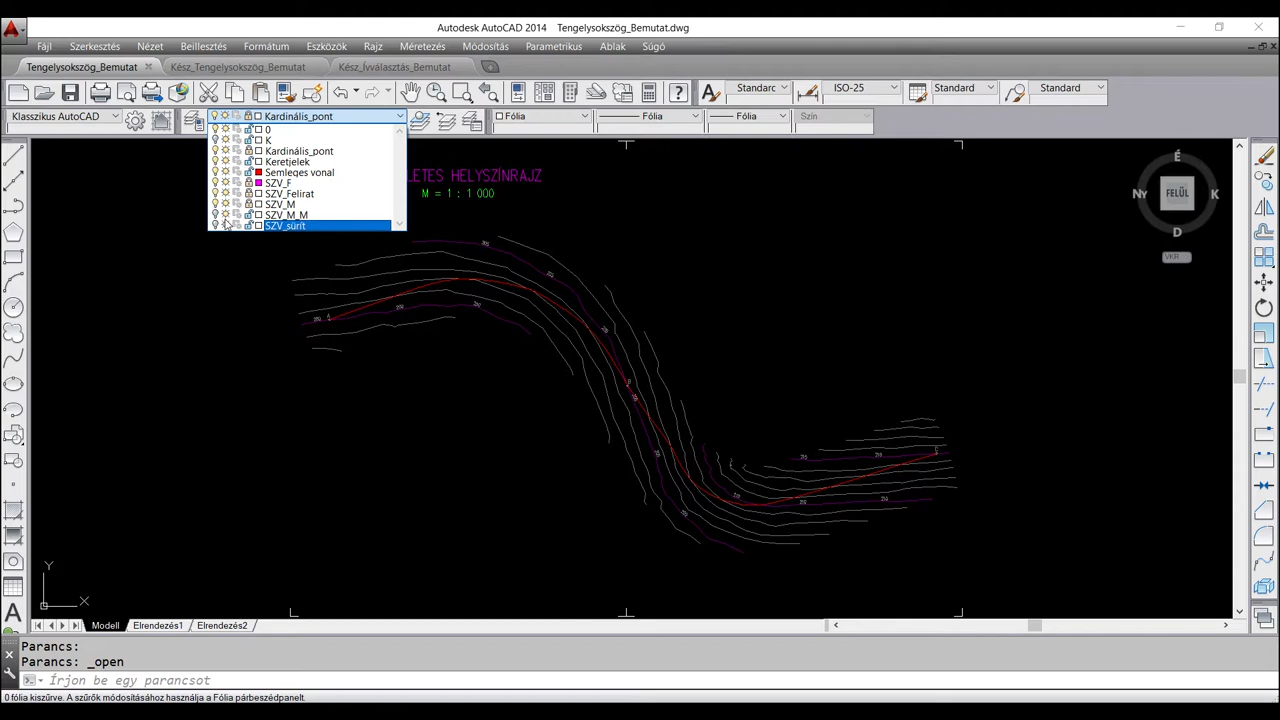 Autodesk AutoCAD 2014 Tengelysokszög_Bemutat.dwg
Fájl Szerkesztés Nézet Beillesztés Formátum Eszközök Rajz Méretezés Módosítás Parametrikus Ablak Súgó
Tengelysokszög_Bemutat Kész_Tengelysokszög_Bemutat Kész_Ívválasztás_Bemutat
Standarc ISO-25 Standard Standard
Klasszikus AutoCAD Kardinális_pont Fólia Fólia Fólia Szín
0
K
Kardinális_pont
Keretjelek
Semleges vonal
SZV_F
SZV_Felirat
SZV_M
SZV_M_M
SZV_sűrít
LETES HELYSZÍNRAJZ
M = 1 : 1 000
É
Ny FELÜL K
D
VKR
Y
X
Modell Elrendezés1 Elrendezés2
Parancs:
Parancs: _open
Írjon be egy parancsot
0 fólia kiszűrve. A szűrők módosításához használja a Fólia párbeszédpanelt.